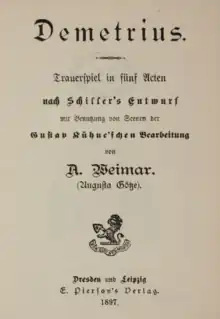 Demetrius.
Trauerspiel in fünf Acten
nach Schiller's Entwurf
mit Benutzung von Scenen der
Gustav Kühne'schen Bearbeitung
von
A. Weimar.
(Augusta Götze).
Dresden und Leipzig
E. Pierson's Verlag.
1897.